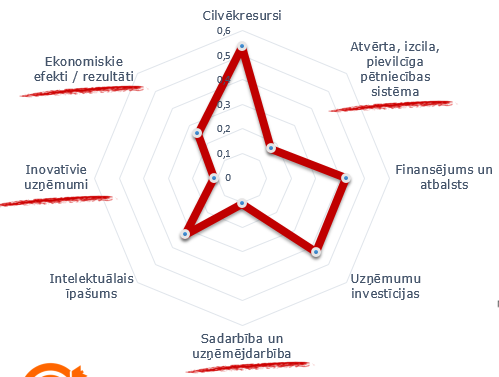 Cilvēkresursi
Atvērta, izcila,
pievilcīga
pētniecības
sistēma
Finansējums un
atbalsts
Uzņēmumu
investīcijas
Sadarbība un
uzņēmējdarbība
Intelektuālais
īpašums
Inovatīvie
uzņēmumi
Ekonomiskie
efekti / rezultāti
0,6
0,5
0,4
0,3
0,2
0,1
0